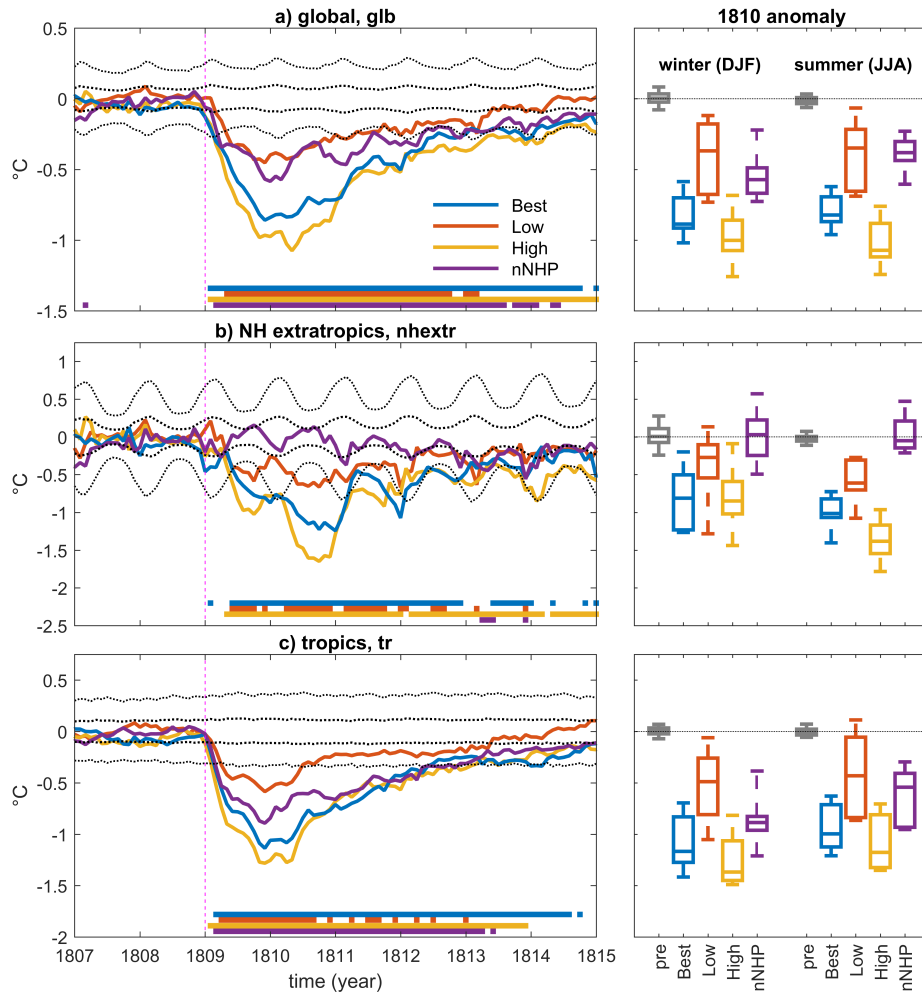 a) global, glb
1810 anomaly
0.5
0
-0.5
-1
-1.5
°C
Best
Low
High
nNHP
winter (DJF)
summer (JJA)
b) NH extratropics, nhextr
1
0.5
0
-0.5
-1
-1.5
-2
-2.5
°C
c) tropics, tr
0.5
0
-0.5
-1
-1.5
-2
°C
1807 1808 1809 1810 1811 1812 1813 1814 1815
time (year)
pre Best Low High nNHP pre Best Low High nNHP